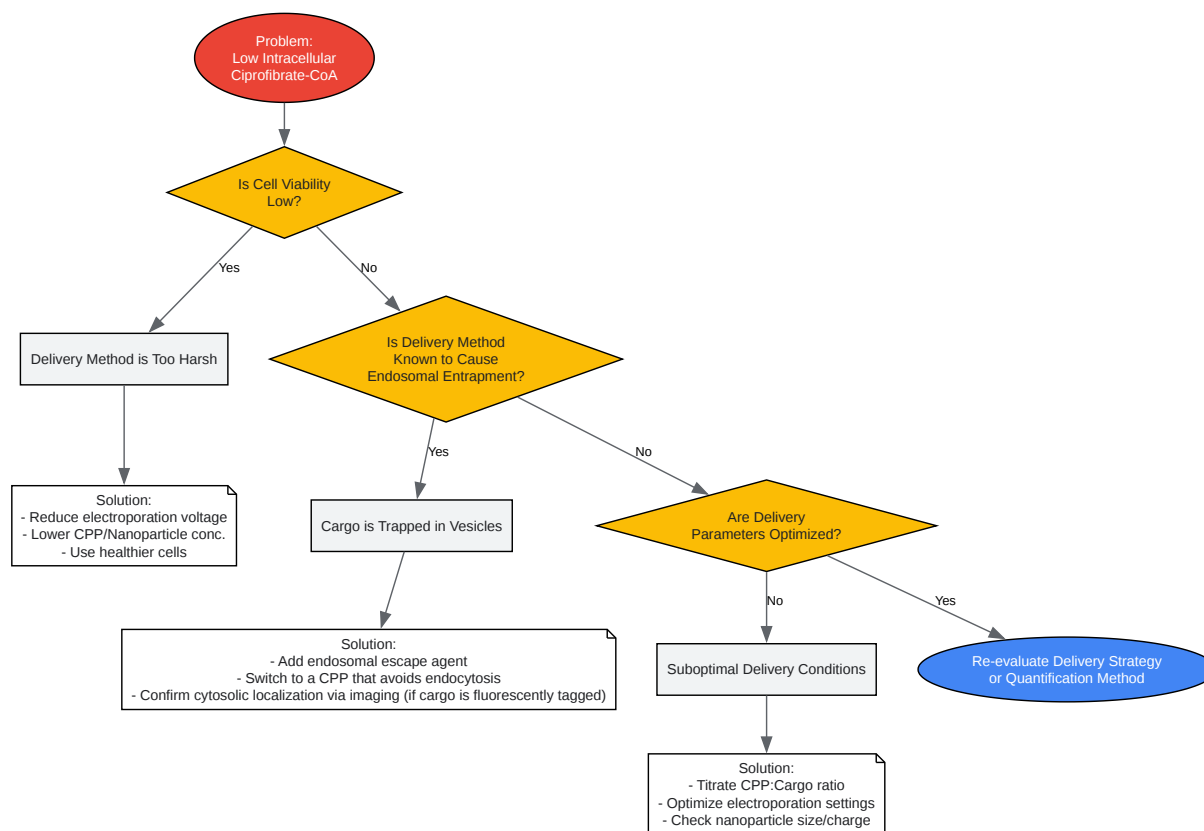 Problem:
Low Intracellular
Ciprofibrate-CoA
Is Cell Viability
Low?
Yes
No
Delivery Method is Too Harsh
Is Delivery Method
Known to Cause
Endosomal Entrapment?
Solution:
- Reduce electroporation voltage
- Lower CPP/Nanoparticle conc.
- Use healthier cells
Yes
No
Cargo is Trapped in Vesicles
Are Delivery
Parameters Optimized?
Solution:
- Add endosomal escape agent
- Switch to a CPP that avoids endocytosis
- Confirm cytosolic localization via imaging (if cargo is fluorescently tagged)
No
Yes
Suboptimal Delivery Conditions
Re-evaluate Delivery Strategy
or Quantification Method
Solution:
- Titrate CPP:Cargo ratio
- Optimize electroporation settings
- Check nanoparticle size/charge